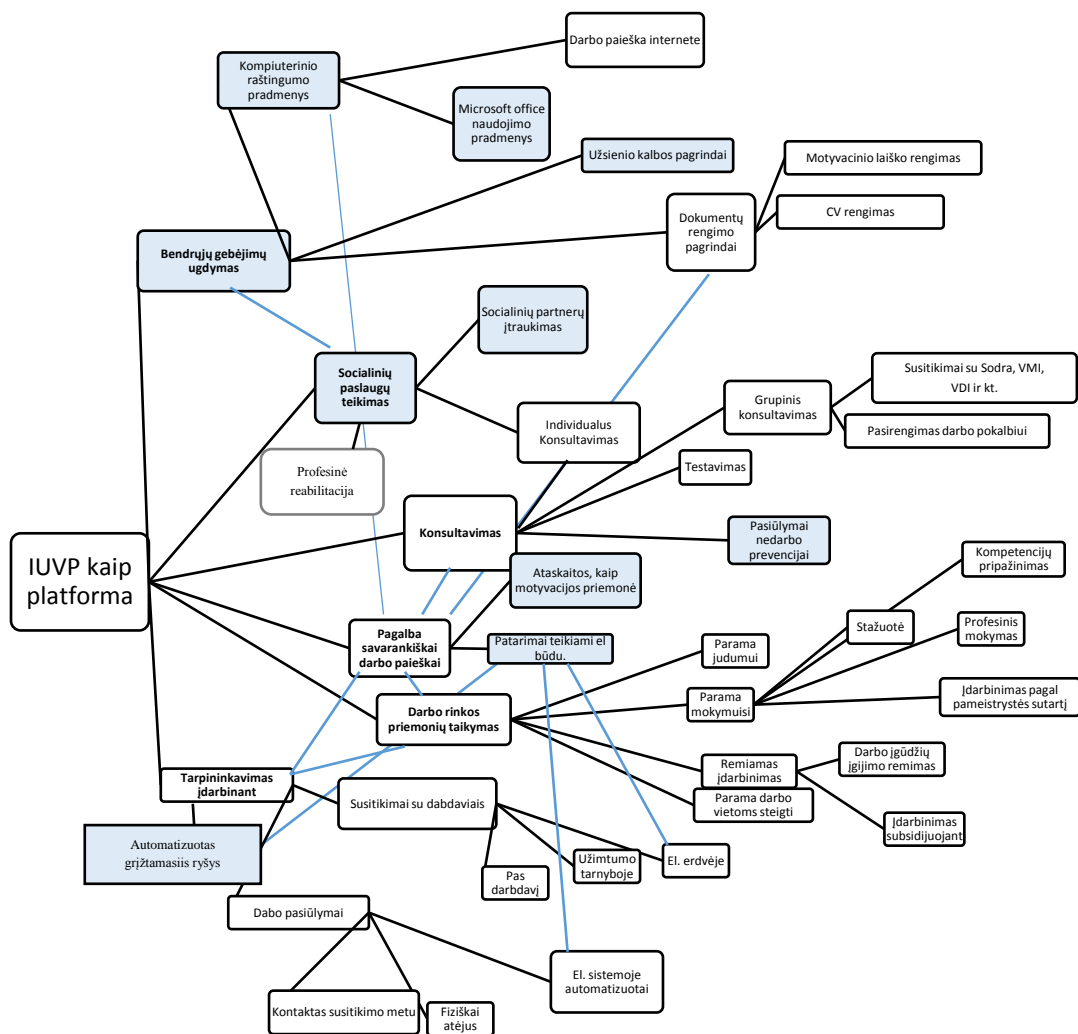 Darbo paieška internete
Kompiuterinio
raštingumo
pradmenys
Microsoft office
naudojimo
pradmenys
Užsienio kalbos pagrindai
Motyvacinio laiško rengimas
CV rengimas
Dokumentų
rengimo
pagrindai
Bendrųjų gebėjimų
ugdymas
Socialinių partnerų
įtraukimas
Socialinių
paslaugų
teikimas
Individualus
Konsultavimas
Grupinis
konsultavimas
Susitikimai su Sodra, VMI,
VDI ir kt.
Pasirengimas darbo pokalbiui
Profesinė
reabilitacija
Testavimas
Konsultavimas
Pasiūlymai
nedarbo
prevencijai
IUVP kaip
platforma
Ataskaitos, kaip
motyvacijos priemonė
Kompetencijų
pripažinimas
Stažuotė
Profesinis
mokymas
Pagalba
savarankiškai
darbo paieškai
Patarimai teikiami el
būdu.
Parama
judumui
Parama
mokymuisi
Įdarbinimas pagal
pameistrystės sutartį
Darbo rinkos
priemonių taikymas
Remiamas
įdarbinimas
Darbo įgūdžių
įgijimo rėmimas
Parama darbo
vietoms steigti
Įdarbinimas
subsidijuojant
Tarpininkavimas
įdarbinant
Susitikimai su dabdaviais
Automatizuotas
grįžtamasiis ryšys
Pas
darbdavį
Užimtumo
tarnyboje
El. erdvėje
Dabo pasiūlymai
El. sistemoje
automatizuotai
Kontaktas susitikimo metu
Fiziškai
atėjus